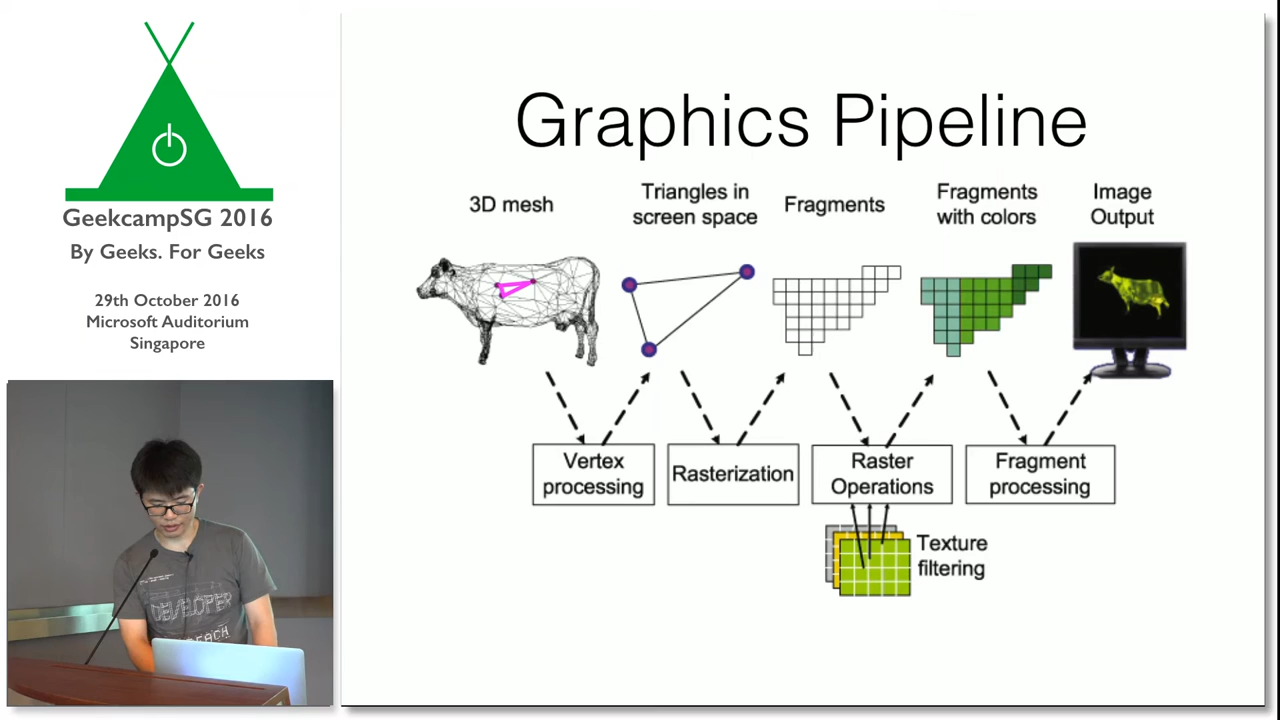 GeekcampSG 2016
By Geeks. For Geeks
29th October 2016
Microsoft Auditorium
Singapore
Graphics Pipeline
3D mesh
Triangles in
screen space
Fragments
Fragments
with colors
Image
Output
Vertex
processing
Rasterization
Raster
Operations
Fragment
processing
Texture
filtering
DEVELOPER